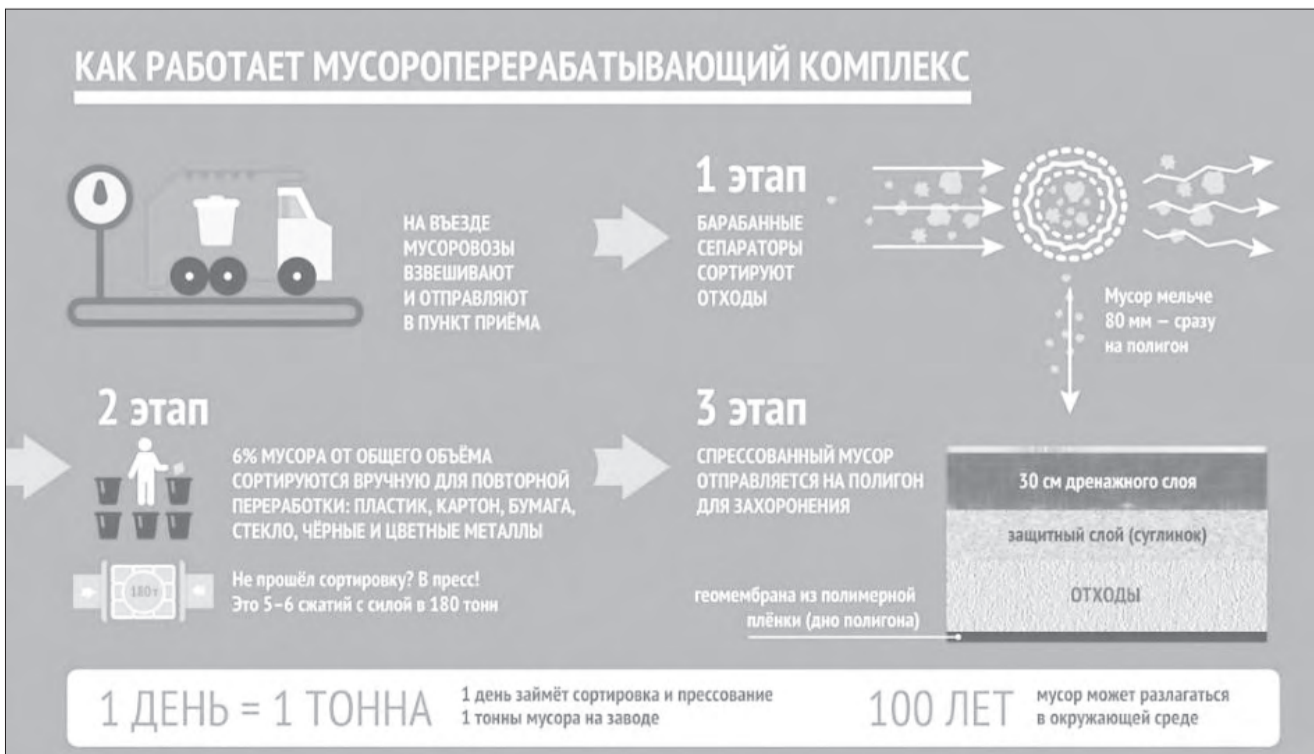 КАК РАБОТАЕТ МУСОРОПЕРЕРАБАТЫВАЮЩИЙ КОМПЛЕКС
НА ВЪЕЗДЕ
МУСОРОВОЗЫ
ВЗВЕШИВАЮТ
И ОТПРАВЛЯЮТ
В ПУНКТ ПРИЁМА
1 этап
БАРАБАННЫЕ
СЕПАРАТОРЫ
СОРТИРУЮТ
ОТХОДЫ
Мусор мельче
80 мм — сразу
на полигон
2 этап
6% МУСОРА ОТ ОБЩЕГО ОБЪЁМА
СОРТИРУЮТСЯ ВРУЧНУЮ ДЛЯ ПОВТОРНОЙ
ПЕРЕРАБОТКИ: ПЛАСТИК, КАРТОН, БУМАГА,
СТЕКЛО, ЧЁРНЫЕ И ЦВЕТНЫЕ МЕТАЛЛЫ
180 т
Не прошёл сортировку? В пресс!
Это 5–6 сжатий с силой в 180 тонн
3 этап
СПРЕССОВАННЫЙ МУСОР
ОТПРАВЛЯЕТСЯ НА ПОЛИГОН
ДЛЯ ЗАХОРОНЕНИЯ
30 см дренажного слоя
защитный слой (суглинок)
ОТХОДЫ
геомембрана из полимерной
плёнки (дно полигона)
1 ДЕНЬ = 1 ТОННА
1 день займёт сортировка и прессование
1 тонны мусора на заводе
100 ЛЕТ
мусор может разлагаться
в окружающей среде